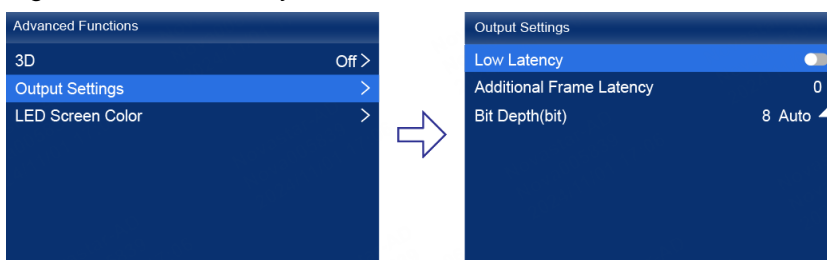 Advanced Functions
3D Off >
Output Settings >
LED Screen Color >
Output Settings
Low Latency
Additional Frame Latency 0
Bit Depth(bit) 8 Auto